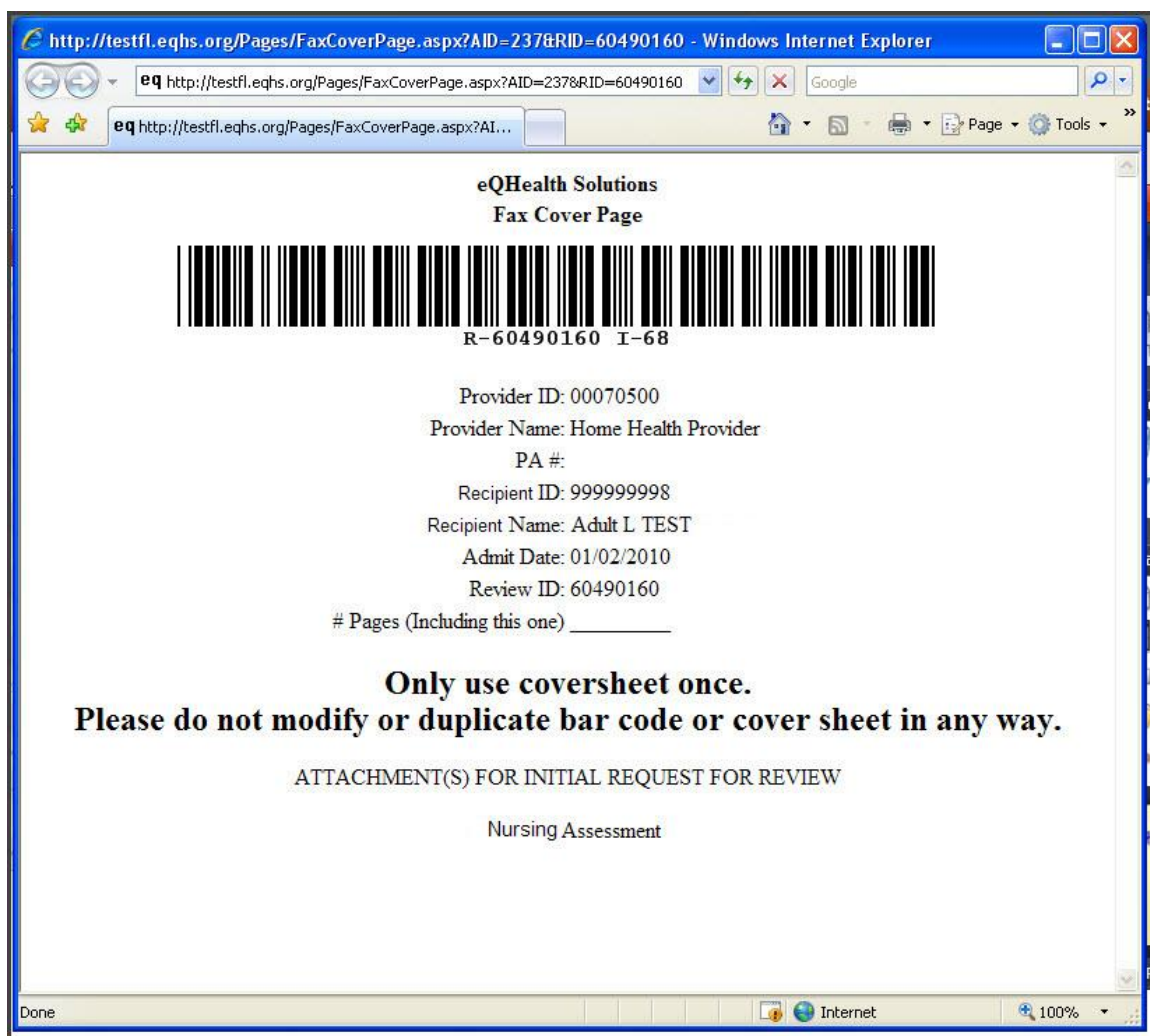 http://testfl.eqhs.org/Pages/FaxCoverPage.aspx?AID=237&RID=60490160 - Windows Internet Explorer
eq http://testfl.eqhs.org/Pages/FaxCoverPage.aspx?AID=237&RID=60490160
Google
eq http://testfl.eqhs.org/Pages/FaxCoverPage.aspx?AI...
Page
Tools
eQHealth Solutions
Fax Cover Page
R-60490160 I-68
Provider ID: 00070500
Provider Name: Home Health Provider
PA #:
Recipient ID: 999999998
Recipient Name: Adult L TEST
Admit Date: 01/02/2010
Review ID: 60490160
# Pages (Including this one) __________
Only use coversheet once.
Please do not modify or duplicate bar code or cover sheet in any way.
ATTACHMENT(S) FOR INITIAL REQUEST FOR REVIEW
Nursing Assessment
Done
Internet
100%